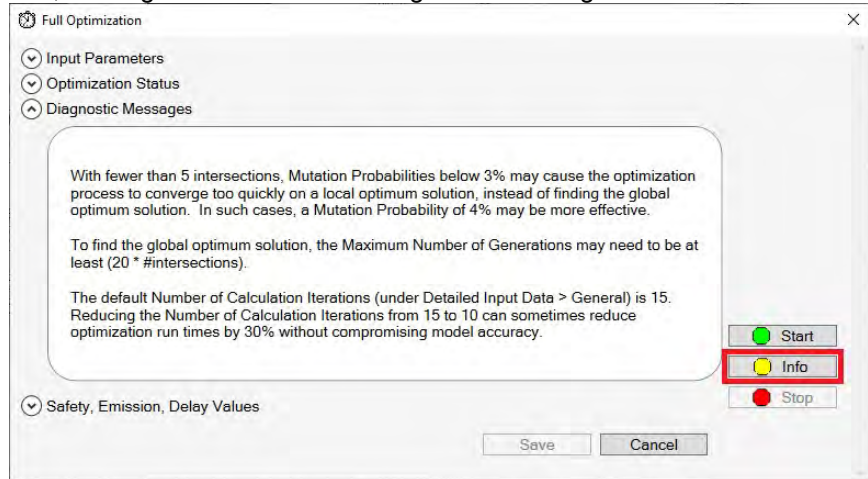 Full Optimization
Input Parameters
Optimization Status
Diagnostic Messages
With fewer than 5 intersections, Mutation Probabilities below 3% may cause the optimization
process to converge too quickly on a local optimum solution, instead of finding the global
optimum solution. In such cases, a Mutation Probability of 4% may be more effective.
To find the global optimum solution, the Maximum Number of Generations may need to be at
least (20 * #intersections).
The default Number of Calculation Iterations (under Detailed Input Data > General) is 15.
Reducing the Number of Calculation Iterations from 15 to 10 can sometimes reduce
optimization run times by 30% without compromising model accuracy.
Start
Info
Stop
Safety, Emission, Delay Values
Save Cancel